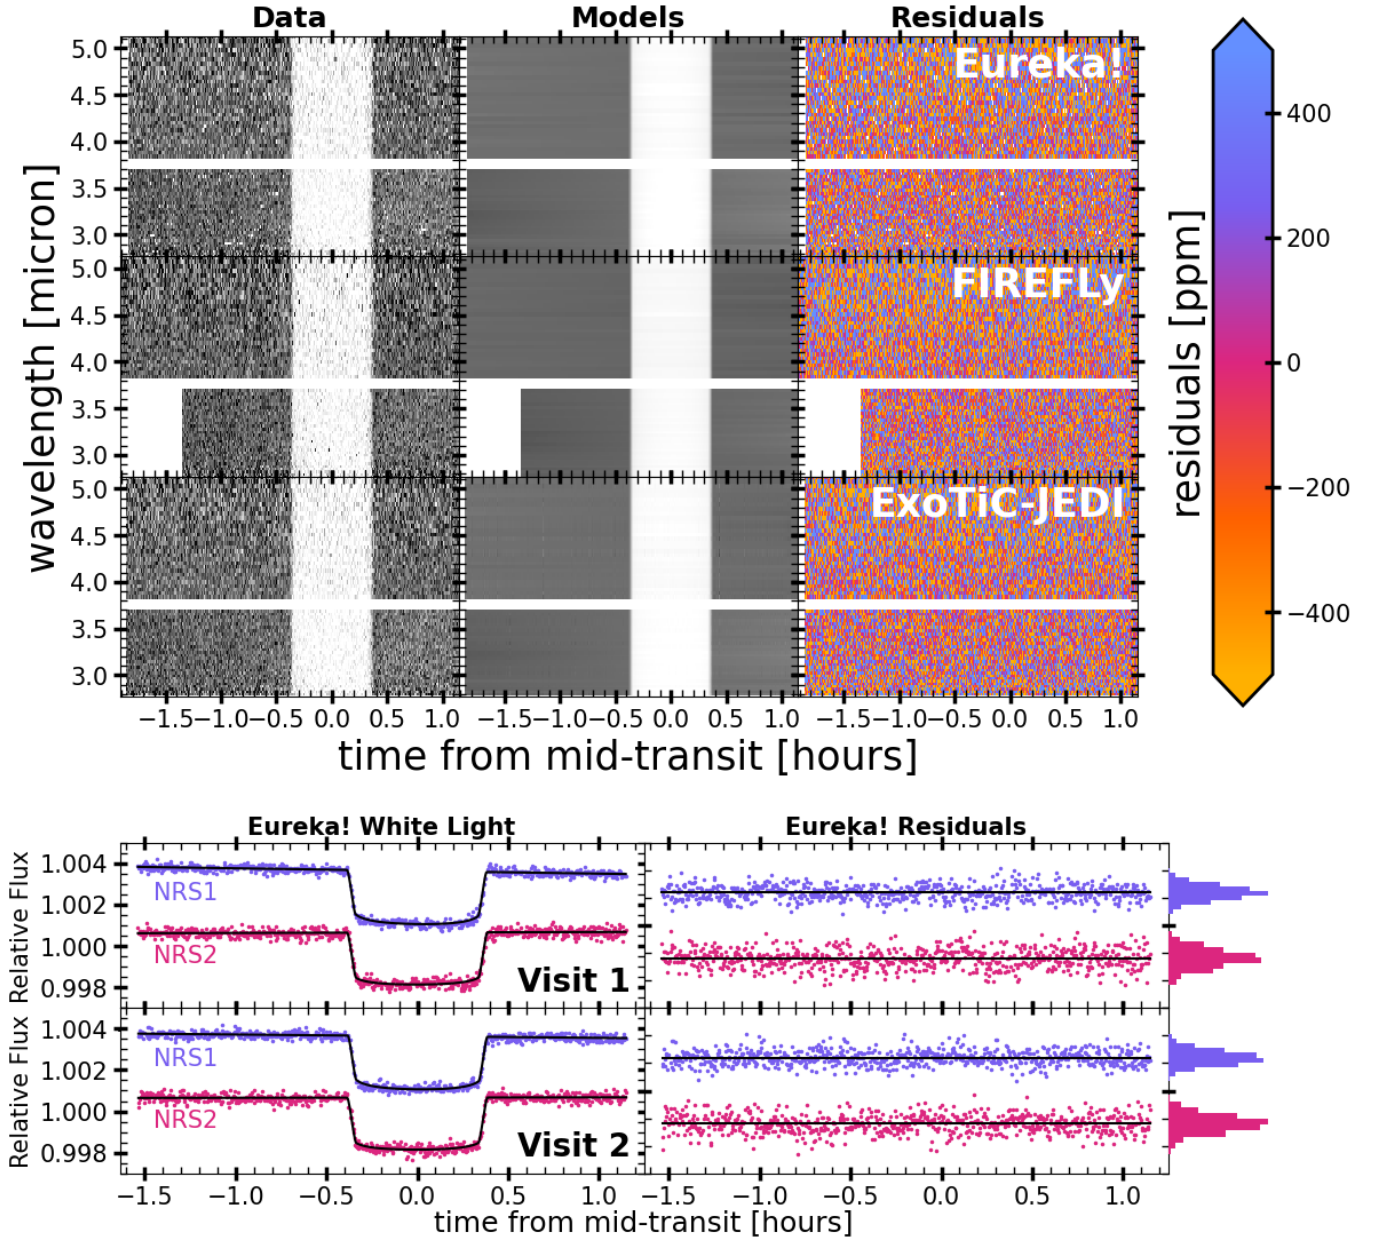 Data Models Residuals
5.0
4.5
4.0
3.5
3.0
Eureka!
5.0
4.5
4.0
3.5
3.0
FIREFLy
5.0
4.5
4.0
3.5
3.0
ExoTiC-JEDI
wavelength [micron]
−1.5 −1.0 −0.5 0.0 0.5 1.0 −1.5 −1.0 −0.5 0.0 0.5 1.0 −1.5 −1.0 −0.5 0.0 0.5 1.0
time from mid-transit [hours]
400
200
0
−200
−400
residuals [ppm]
Eureka! White Light Eureka! Residuals
1.004
1.002
1.000
0.998
Relative Flux
NRS1
NRS2
Visit 1
1.004
1.002
1.000
0.998
Relative Flux
NRS1
NRS2
Visit 2
−1.5 −1.0 −0.5 0.0 0.5 1.0 −1.5 −1.0 −0.5 0.0 0.5 1.0
time from mid-transit [hours]